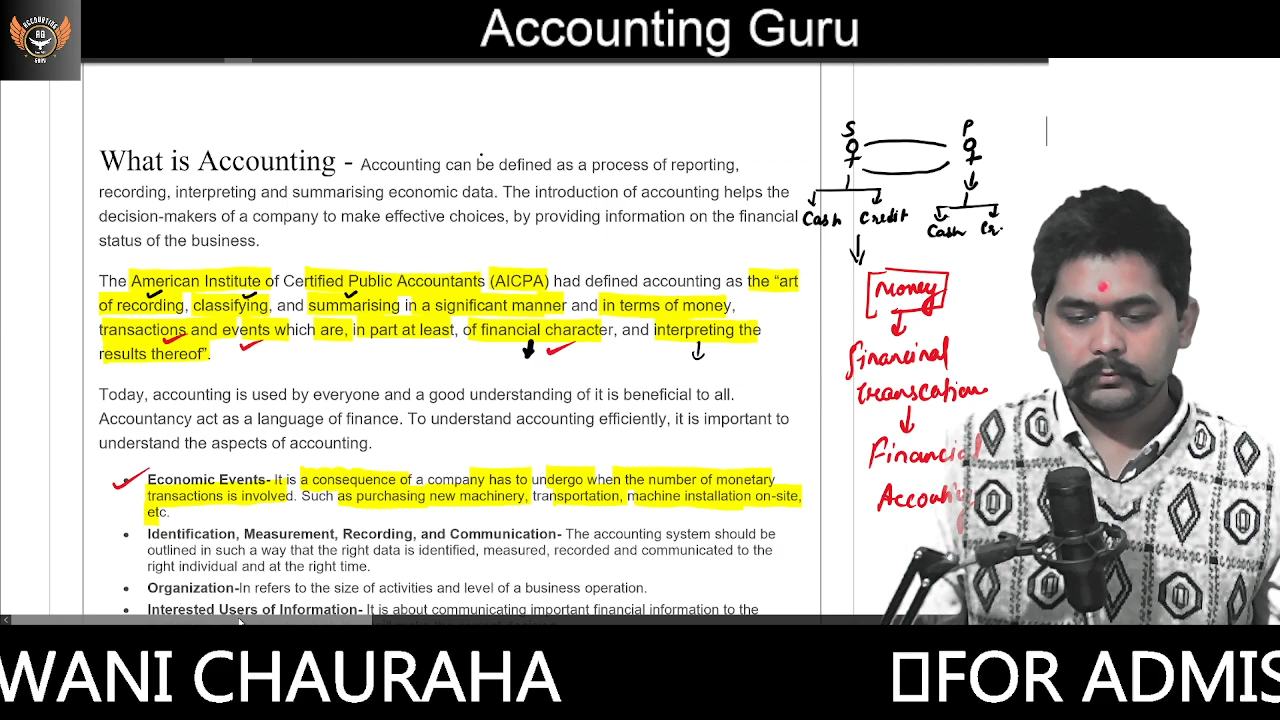 Accounting Guru
ACCOUNTING
AG
GURU
What is Accounting - Accounting can be defined as a process of reporting,
recording, interpreting and summarising economic data. The introduction of accounting helps the
decision-makers of a company to make effective choices, by providing information on the financial
status of the business.
The American Institute of Certified Public Accountants (AICPA) had defined accounting as the “art
of recording, classifying, and summarising in a significant manner and in terms of money,
transactions and events which are, in part at least, of financial character, and interpreting the
results thereof”.
Today, accounting is used by everyone and a good understanding of it is beneficial to all.
Accountancy act as a language of finance. To understand accounting efficiently, it is important to
understand the aspects of accounting.
• Economic Events- It is a consequence of a company has to undergo when the number of monetary
transactions is involved. Such as purchasing new machinery, transportation, machine installation on-site,
etc.
• Identification, Measurement, Recording, and Communication- The accounting system should be
outlined in such a way that the right data is identified, measured, recorded and communicated to the
right individual and at the right time.
• Organization-In refers to the size of activities and level of a business operation.
• Interested Users of Information- It is about communicating important financial information to the
S P
Cash Credit Cash Cr.
Money
Financinal
transcation
Financi
Accoun
WANI CHAURAHA
FOR ADMIS